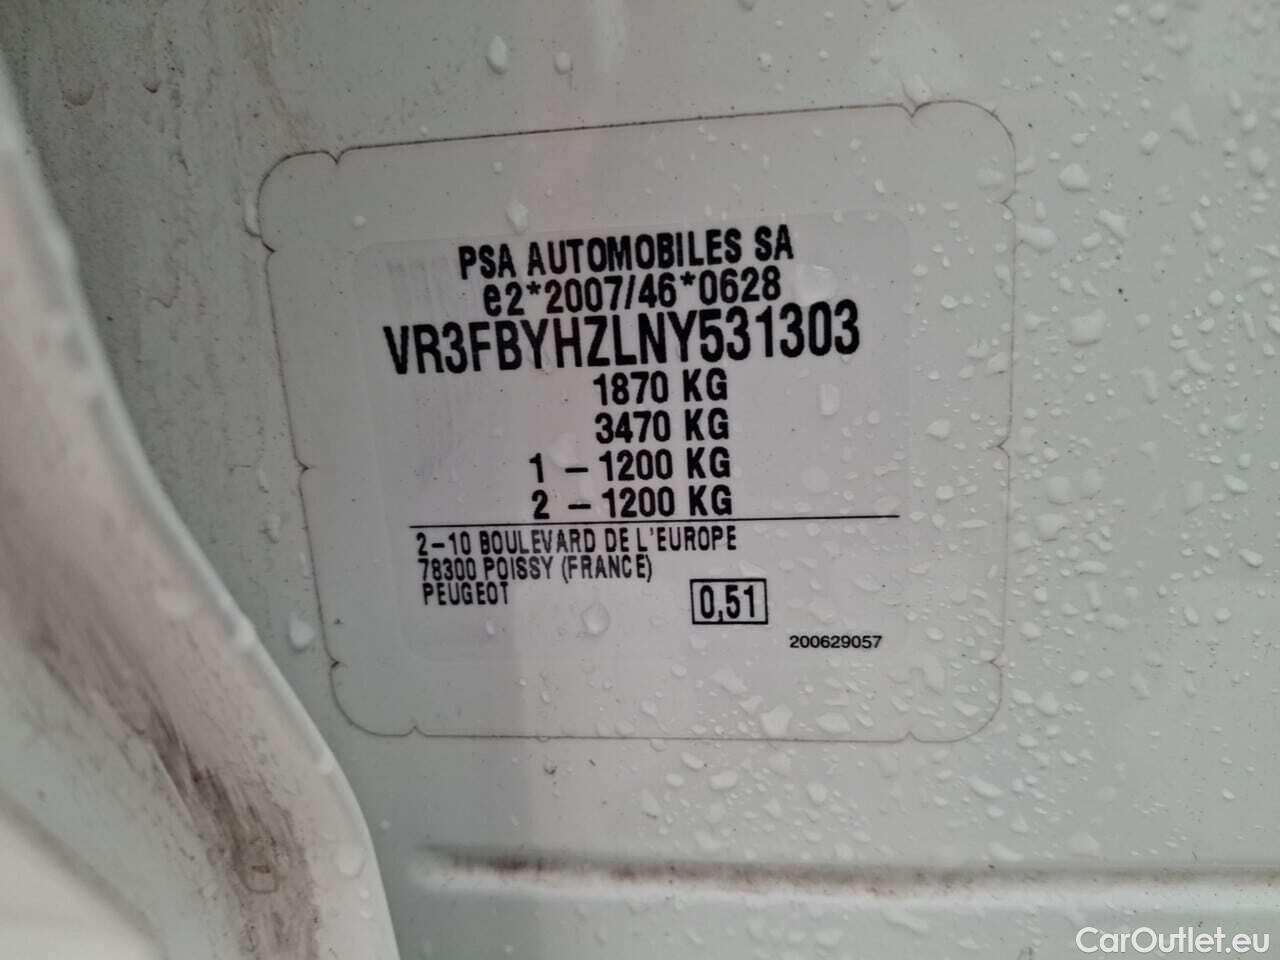 PSA AUTOMOBILES SA
e2*2007/46*0628
VR3FBYHZLNY531303
1870 KG
3470 KG
1 – 1200 KG
2 – 1200 KG
2-10 BOULEVARD DE L'EUROPE
78300 POISSY (FRANCE)
PEUGEOT
0,51
200629057
CarOutlet.eu